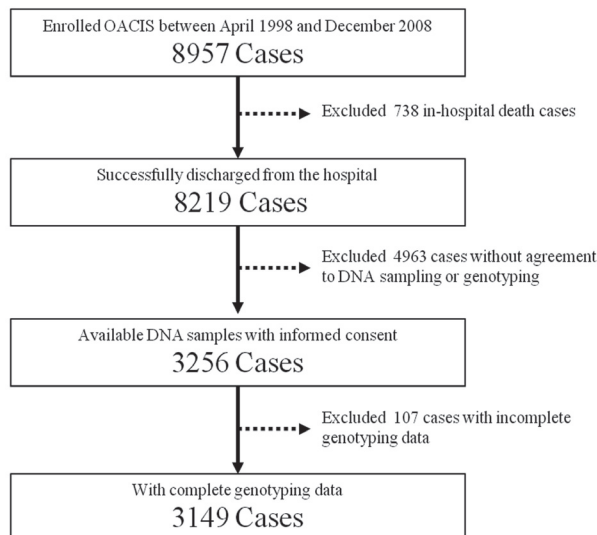 Enrolled OACIS between April 1998 and December 2008
8957 Cases
Excluded 738 in-hospital death cases
Successfully discharged from the hospital
8219 Cases
Excluded 4963 cases without agreement
to DNA sampling or genotyping
Available DNA samples with informed consent
3256 Cases
Excluded 107 cases with incomplete
genotyping data
With complete genotyping data
3149 Cases